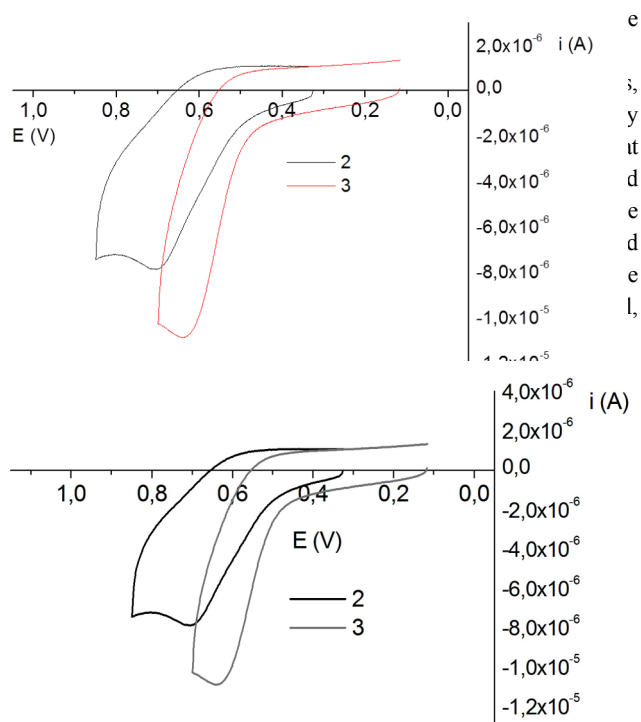 e
2,0x10⁻⁶ i (A)
0,0
s,
1,0 0,8 0,6 0,4 0,2 0,0
y
E (V)
-2,0x10⁻⁶
at
2
-4,0x10⁻⁶
d
3
e
-6,0x10⁻⁶
d
-8,0x10⁻⁶
e
-1,0x10⁻⁵
l,
-1,2x10⁻⁵
4,0x10⁻⁶
i (A)
2,0x10⁻⁶
0,0
1,0 0,8 0,6 0,4 0,2 0,0
-2,0x10⁻⁶
E (V)
-4,0x10⁻⁶
2
-6,0x10⁻⁶
3
-8,0x10⁻⁶
-1,0x10⁻⁵
-1,2x10⁻⁵